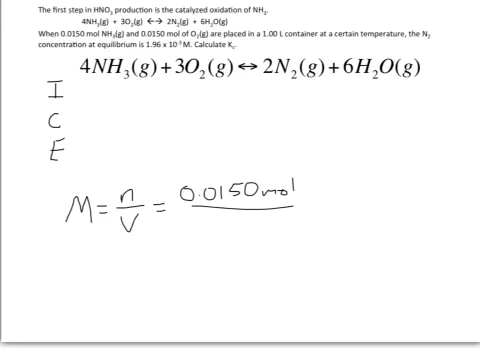 The first step in HNO₃ production is the catalyzed oxidation of NH₃.
4NH₃(g) + 3O₂(g) ←→ 2N₂(g) + 6H₂O(g)
When 0.0150 mol NH₃(g) and 0.0150 mol of O₂(g) are placed in a 1.00 L container at a certain temperature, the N₂
concentration at equilibrium is 1.96 x 10⁻³ M. Calculate K꜀.
4NH₃(g)+3O₂(g)↔2N₂(g)+6H₂O(g)
I
C
E
M = n/V = 0.0150 mol